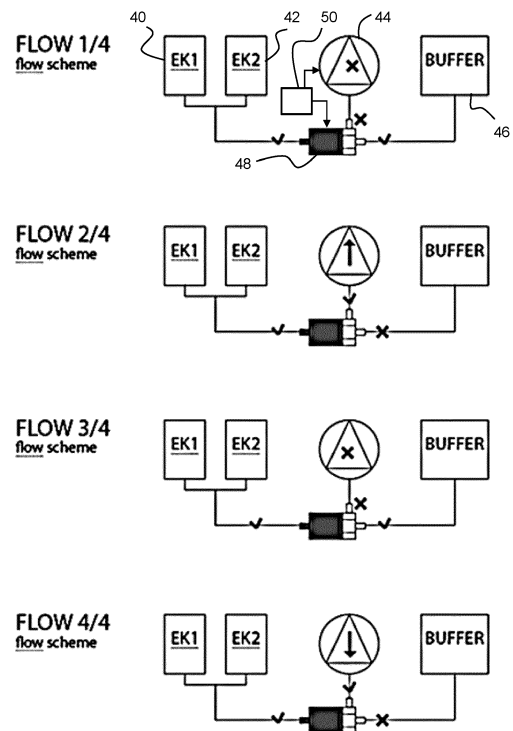 40
42
50
44
FLOW 1/4
flow scheme
EK1
EK2
BUFFER
46
48
FLOW 2/4
flow scheme
EK1
EK2
BUFFER
FLOW 3/4
flow scheme
EK1
EK2
BUFFER
FLOW 4/4
flow scheme
EK1
EK2
BUFFER